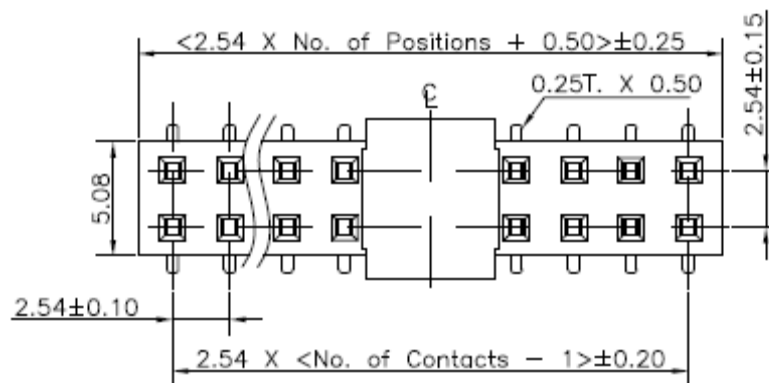 <2.54 X No. of Positions + 0.50>±0.25
℄
0.25T. X 0.50
2.54±0.15
5.08
2.54±0.10
2.54 X <No. of Contacts - 1>±0.20